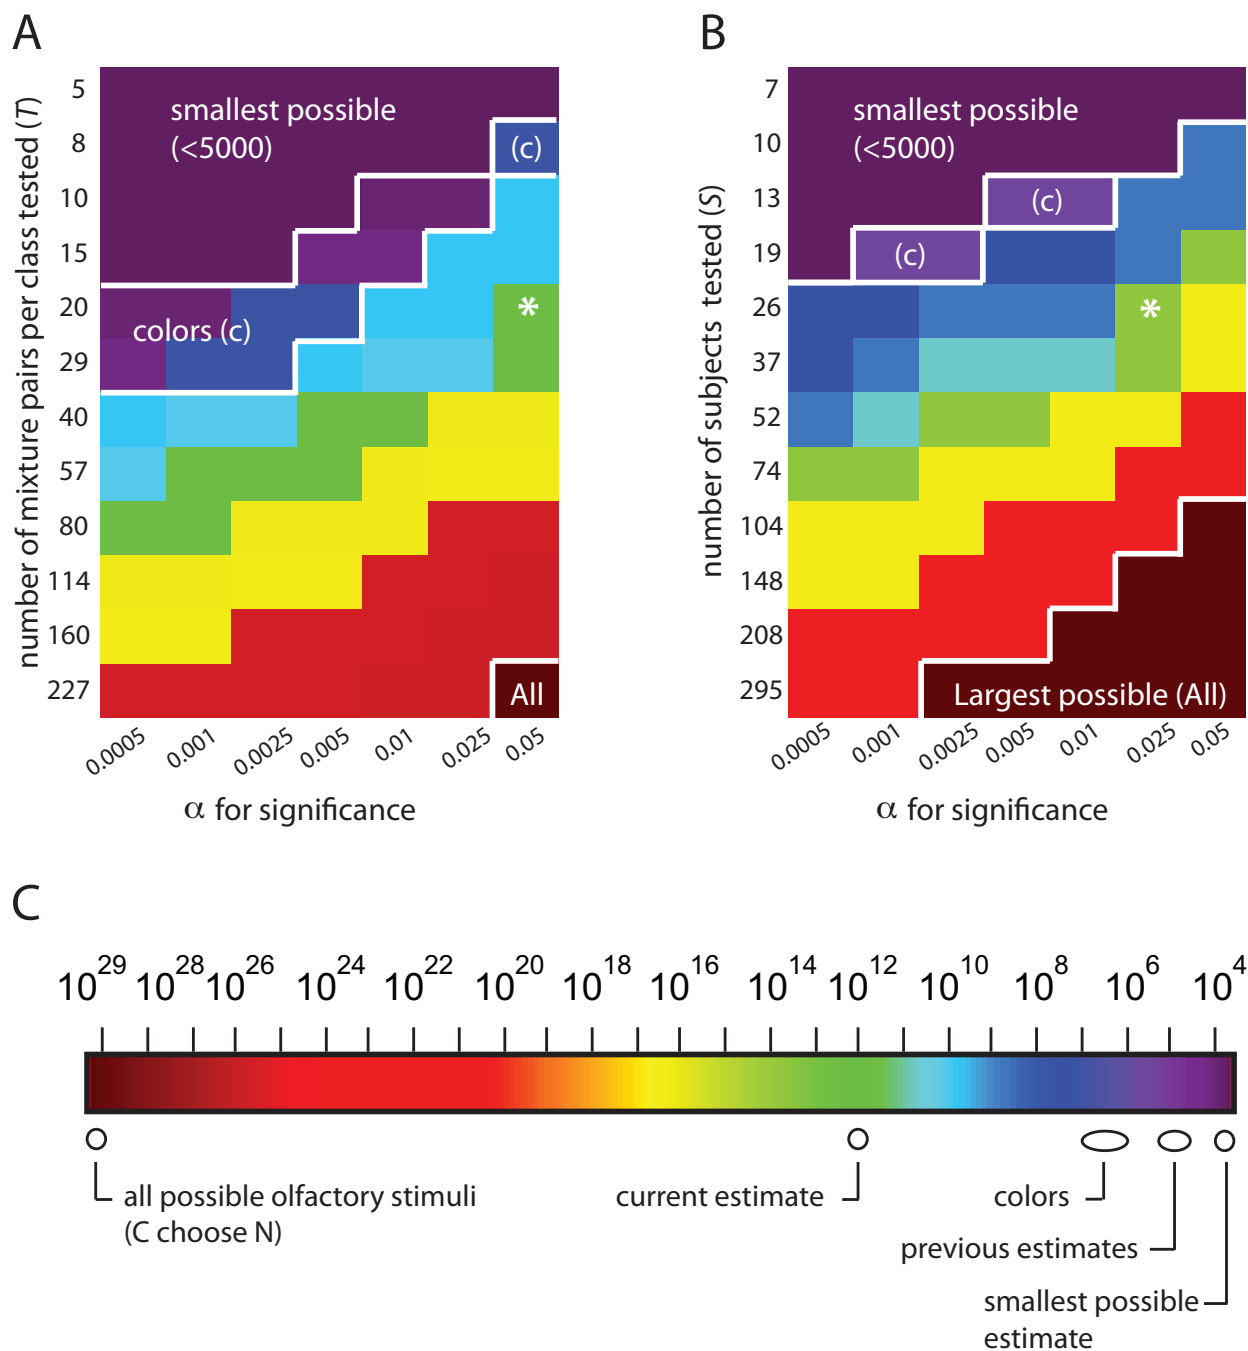 A
number of mixture pairs per class tested (T)
5
8
10
15
20
29
40
57
80
114
160
227
smallest possible
(<5000)
(c)
colors (c)
*
All
0.0005 0.001 0.0025 0.005 0.01 0.025 0.05
α for significance
B
number of subjects tested (S)
7
10
13
19
26
37
52
74
104
148
208
295
smallest possible
(<5000)
(c)
(c)
*
Largest possible (All)
0.0005 0.001 0.0025 0.005 0.01 0.025 0.05
α for significance
C
10^29 10^28 10^26 10^24 10^22 10^20 10^18 10^16 10^14 10^12 10^10 10^8 10^6 10^4
all possible olfactory stimuli
(C choose N)
current estimate
colors
previous estimates
smallest possible
estimate